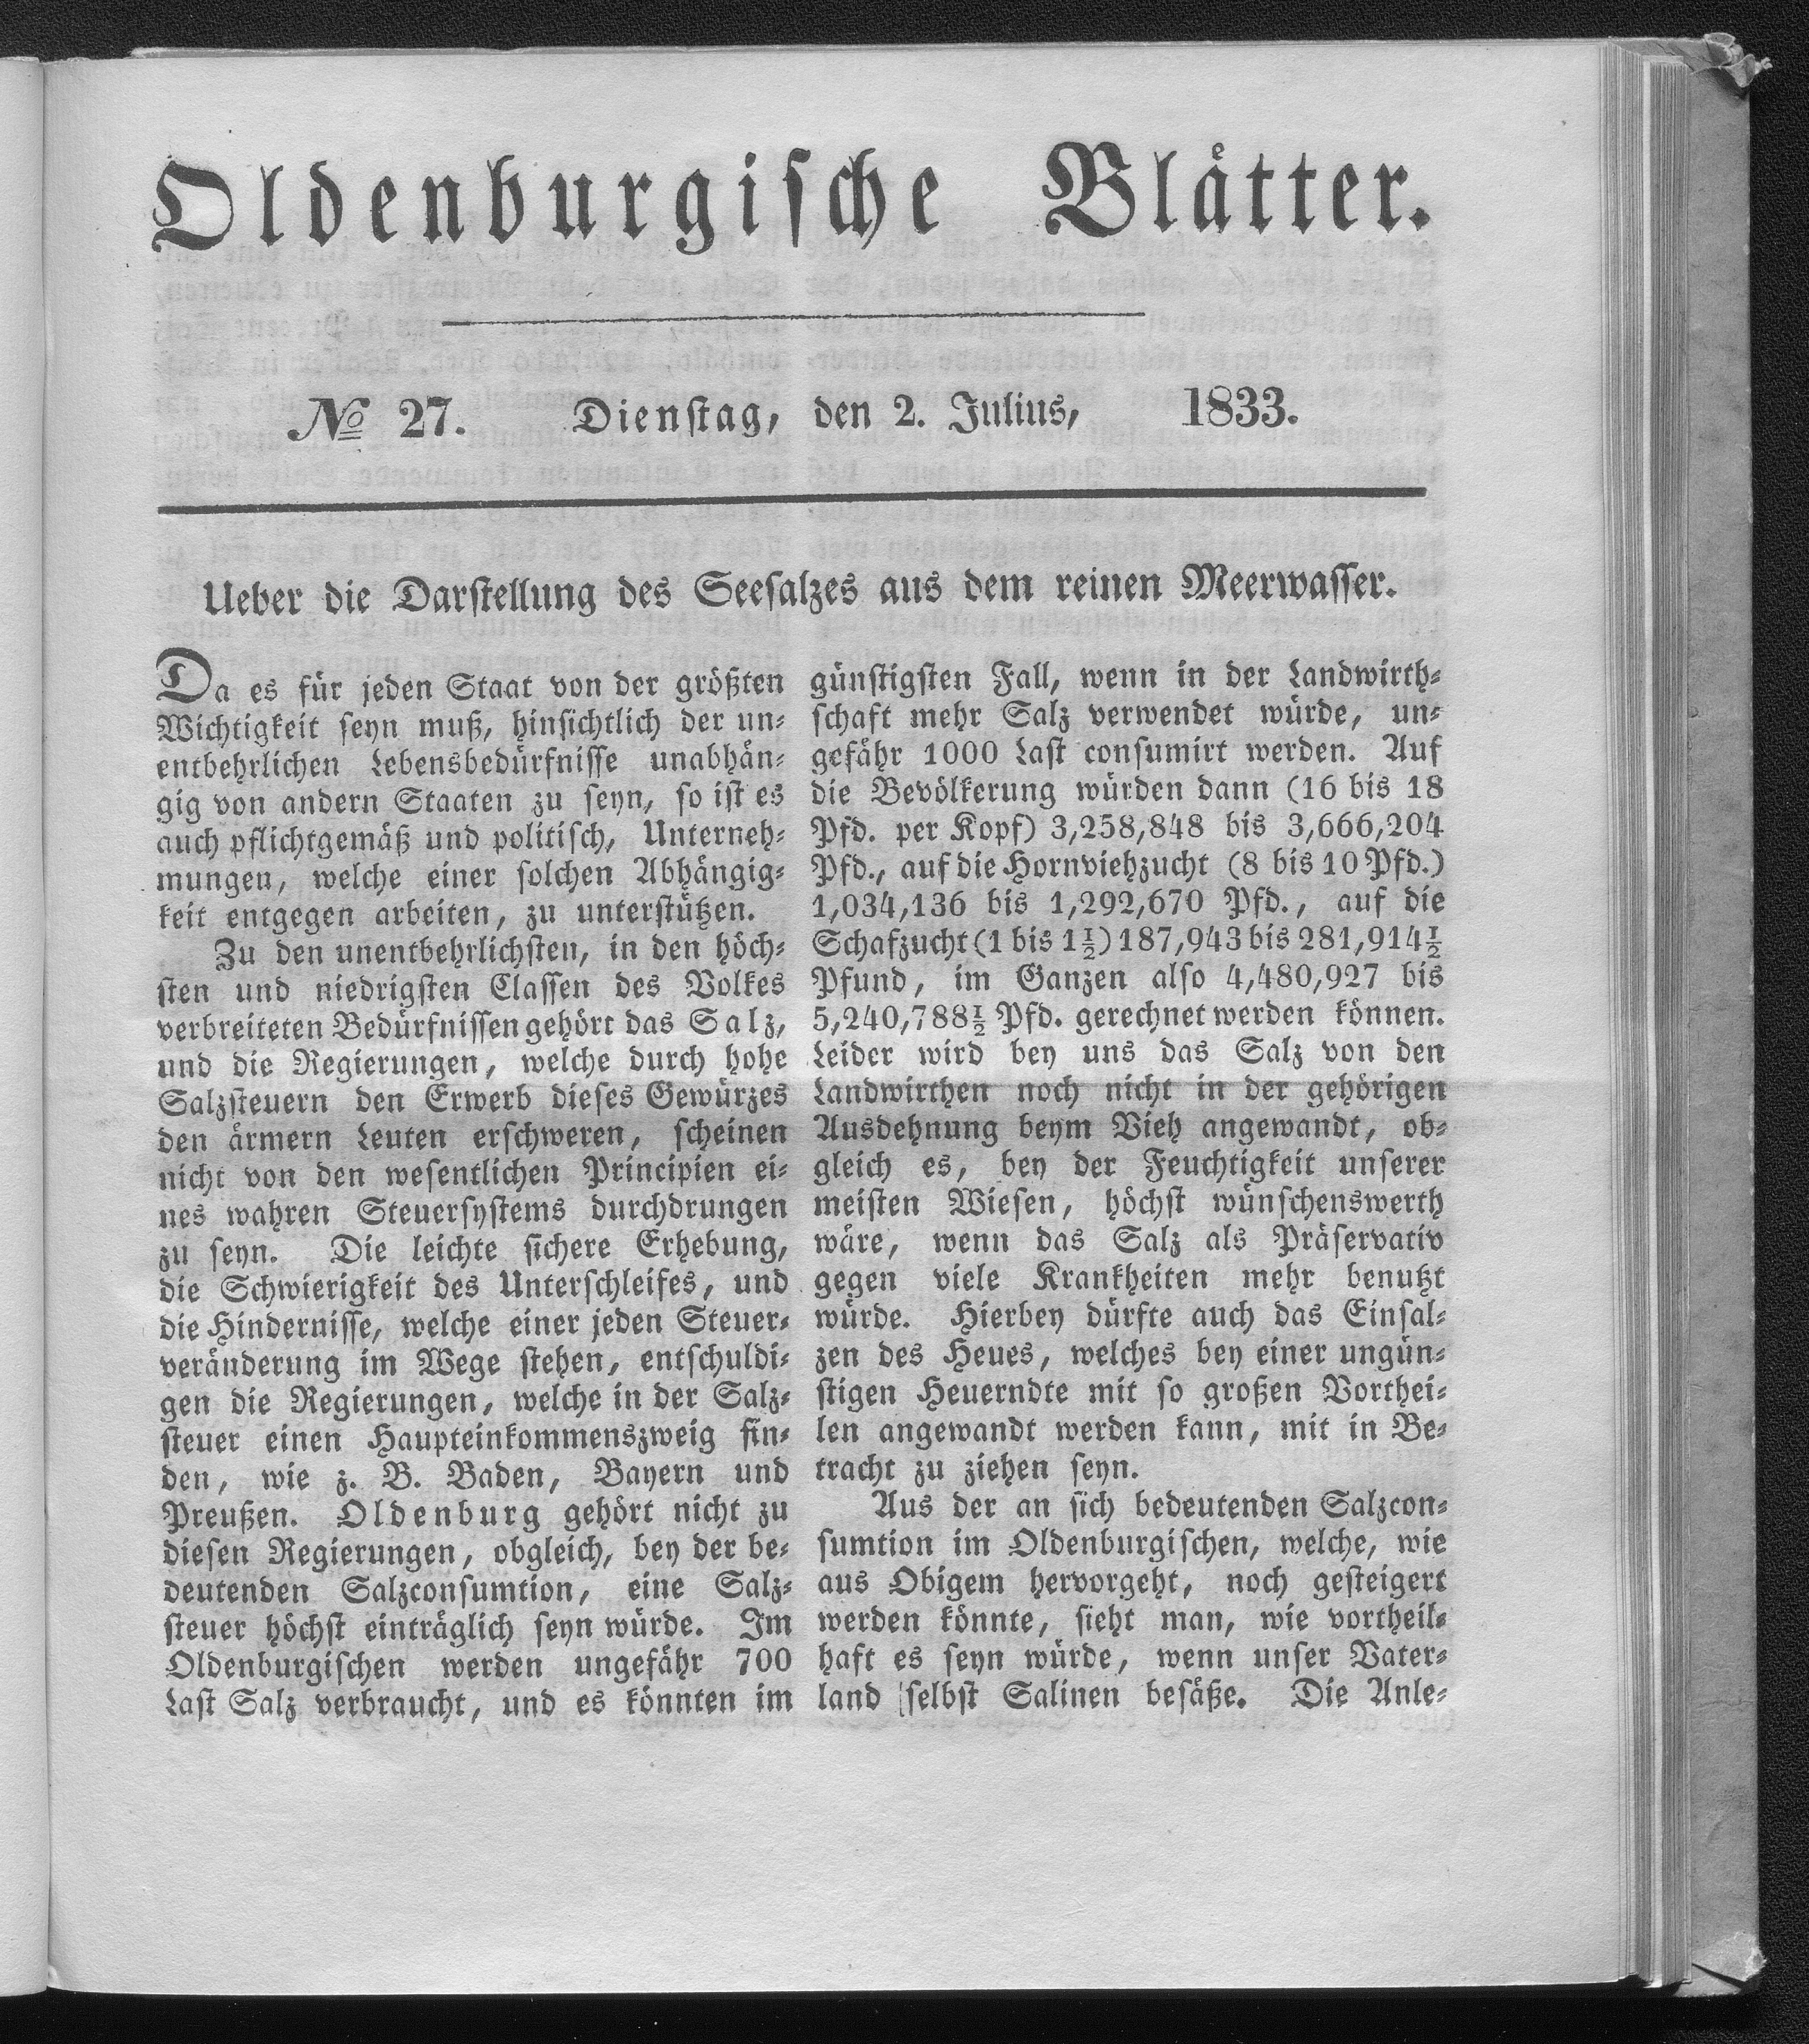 Oldenburgische Blätter.
№ 27. Dienstag, den 2. Julius, 1833.
Ueber die Darstellung des Seesalzes aus dem reinen Meerwasser.
Da es für jeden Staat von der größten
Wichtigkeit seyn muß, hinsichtlich der un-
entbehrlichen Lebensbedürfnisse unabhän-
gig von andern Staaten zu seyn, so ist es
auch pflichtgemäß und politisch, Unterneh-
mungen, welche einer solchen Abhängig-
keit entgegen arbeiten, zu unterstützen.
Zu den unentbehrlichsten, in den höch-
sten und niedrigsten Classen des Volkes
verbreiteten Bedürfnissen gehört das Salz,
und die Regierungen, welche durch hohe
Salzsteuern den Erwerb dieses Gewürzes
den ärmern Leuten erschweren, scheinen
nicht von den wesentlichen Principien ei-
nes wahren Steuersystems durchdrungen
zu seyn. Die leichte sichere Erhebung,
die Schwierigkeit des Unterschleifes, und
die Hindernisse, welche einer jeden Steuer-
veränderung im Wege stehen, entschuldi-
gen die Regierungen, welche in der Salz-
steuer einen Haupteinkommenszweig fin-
den, wie z. B. Baden, Bayern und
Preußen. Oldenburg gehört nicht zu
diesen Regierungen, obgleich, bey der be-
deutenden Salzconsumtion, eine Salz-
steuer höchst einträglich seyn würde. Im
Oldenburgischen werden ungefähr 700
Last Salz verbraucht, und es könnten im
günstigsten Fall, wenn in der Landwirth-
schaft mehr Salz verwendet würde, un-
gefähr 1000 Last consumirt werden. Auf
die Bevölkerung würden dann (16 bis 18
Pfd. per Kopf) 3,258,848 bis 3,666,204
Pfd., auf die Hornviehzucht (8 bis 10 Pfd.)
1,034,136 bis 1,292,670 Pfd., auf die
Schafzucht (1 bis 1½) 187,943 bis 281,914½
Pfund, im Ganzen also 4,480,927 bis
5,240,788½ Pfd. gerechnet werden können.
Leider wird bey uns das Salz von den
Landwirthen noch nicht in der gehörigen
Ausdehnung beym Vieh angewandt, ob-
gleich es, bey der Feuchtigkeit unserer
meisten Wiesen, höchst wünschenswerth
wäre, wenn das Salz als Präservativ
gegen viele Krankheiten mehr benutzt
würde. Hierbey dürfte auch das Einsal-
zen des Heues, welches bey einer ungün-
stigen Heuerndte mit so großen Vorthei-
len angewandt werden kann, mit in Be-
tracht zu ziehen seyn.
Aus der an sich bedeutenden Salzcon-
sumtion im Oldenburgischen, welche, wie
aus Obigem hervorgeht, noch gesteigert
werden könnte, sieht man, wie vortheil-
haft es seyn würde, wenn unser Vater-
land selbst Salinen besäße. Die Anle-